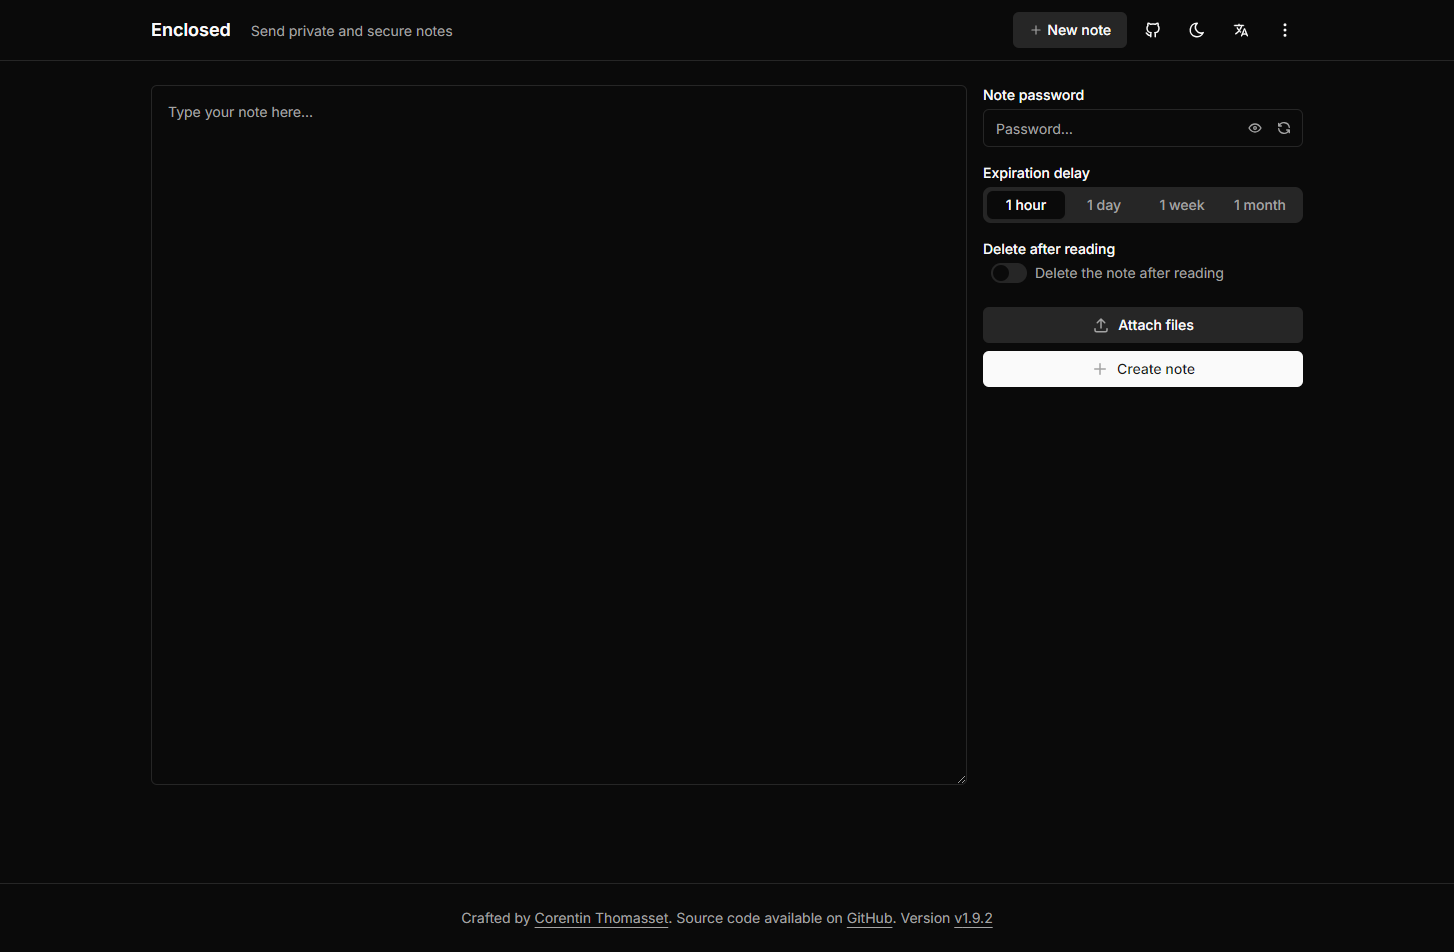 Enclosed Send private and secure notes New note
Type your note here...
Note password
Password...
Expiration delay
1 hour 1 day 1 week 1 month
Delete after reading
Delete the note after reading
Attach files
Create note
Crafted by Corentin Thomasset. Source code available on GitHub. Version v1.9.2